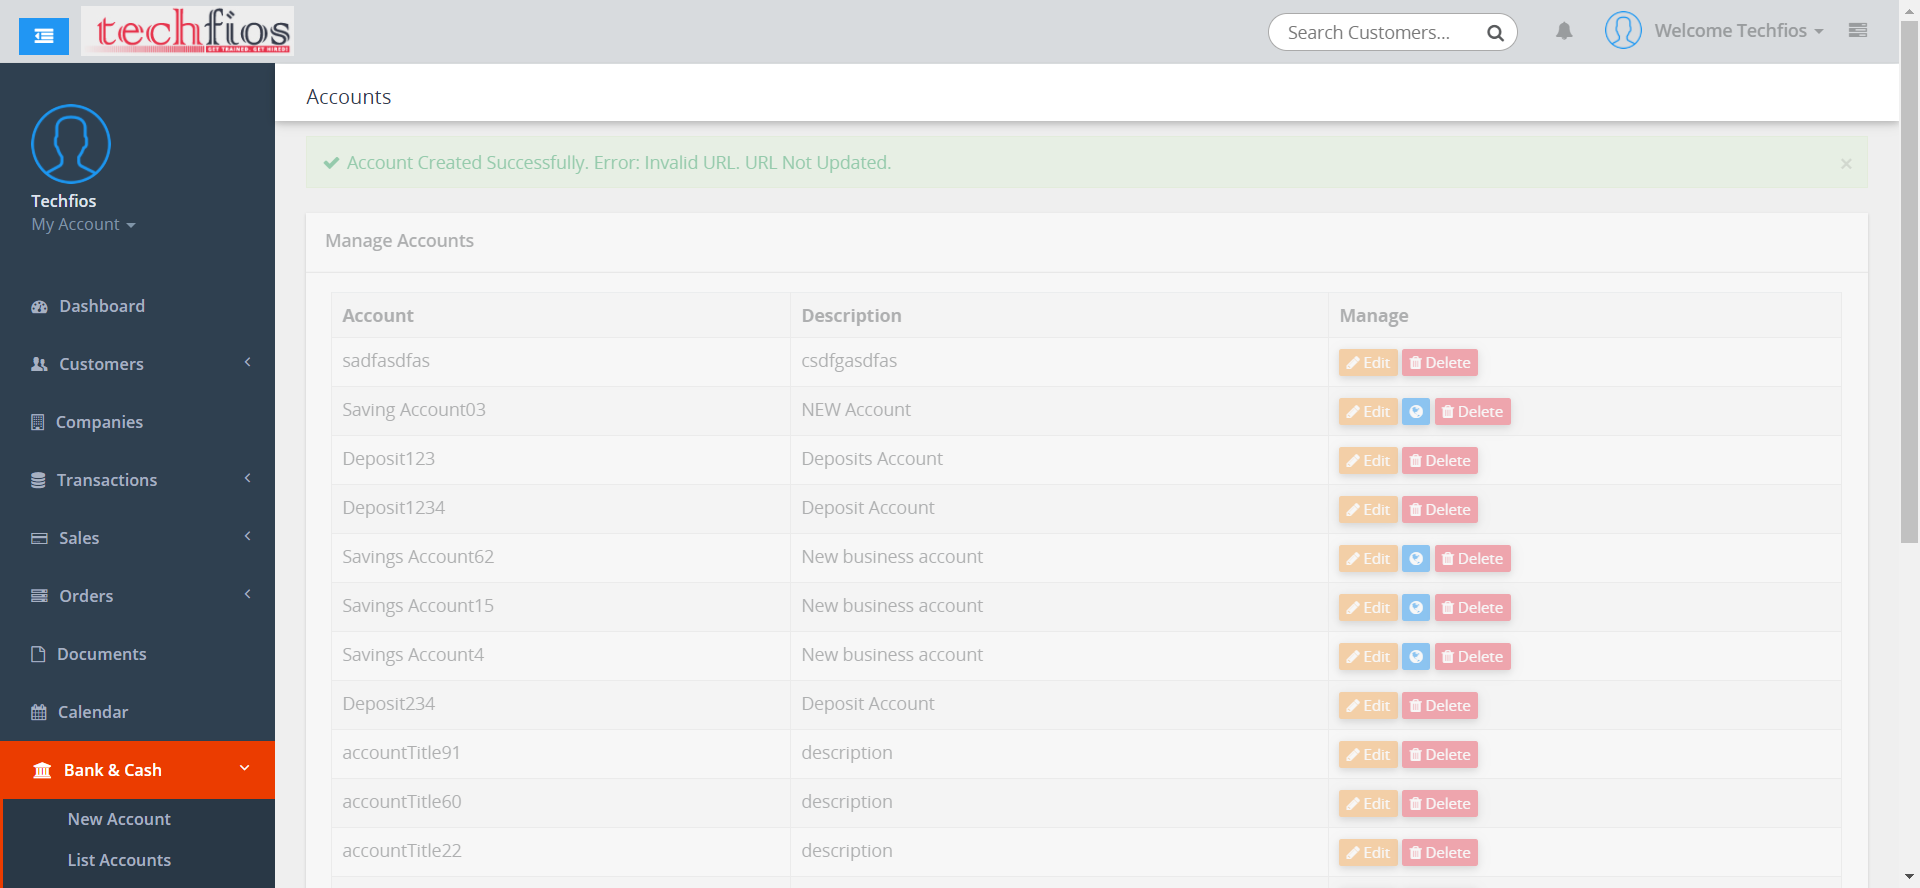 techfios
GET TRAINED. GET HIRED!
Search Customers...
Welcome Techfios
Techfios
My Account
Dashboard
Customers
Companies
Transactions
Sales
Orders
Documents
Calendar
Bank & Cash
New Account
List Accounts
Accounts
Account Created Successfully. Error: Invalid URL. URL Not Updated. ×
Manage Accounts
Account Description Manage
sadfasdfas csdfgasdfas Edit Delete
Saving Account03 NEW Account Edit Delete
Deposit123 Deposits Account Edit Delete
Deposit1234 Deposit Account Edit Delete
Savings Account62 New business account Edit Delete
Savings Account15 New business account Edit Delete
Savings Account4 New business account Edit Delete
Deposit234 Deposit Account Edit Delete
accountTitle91 description Edit Delete
accountTitle60 description Edit Delete
accountTitle22 description Edit Delete